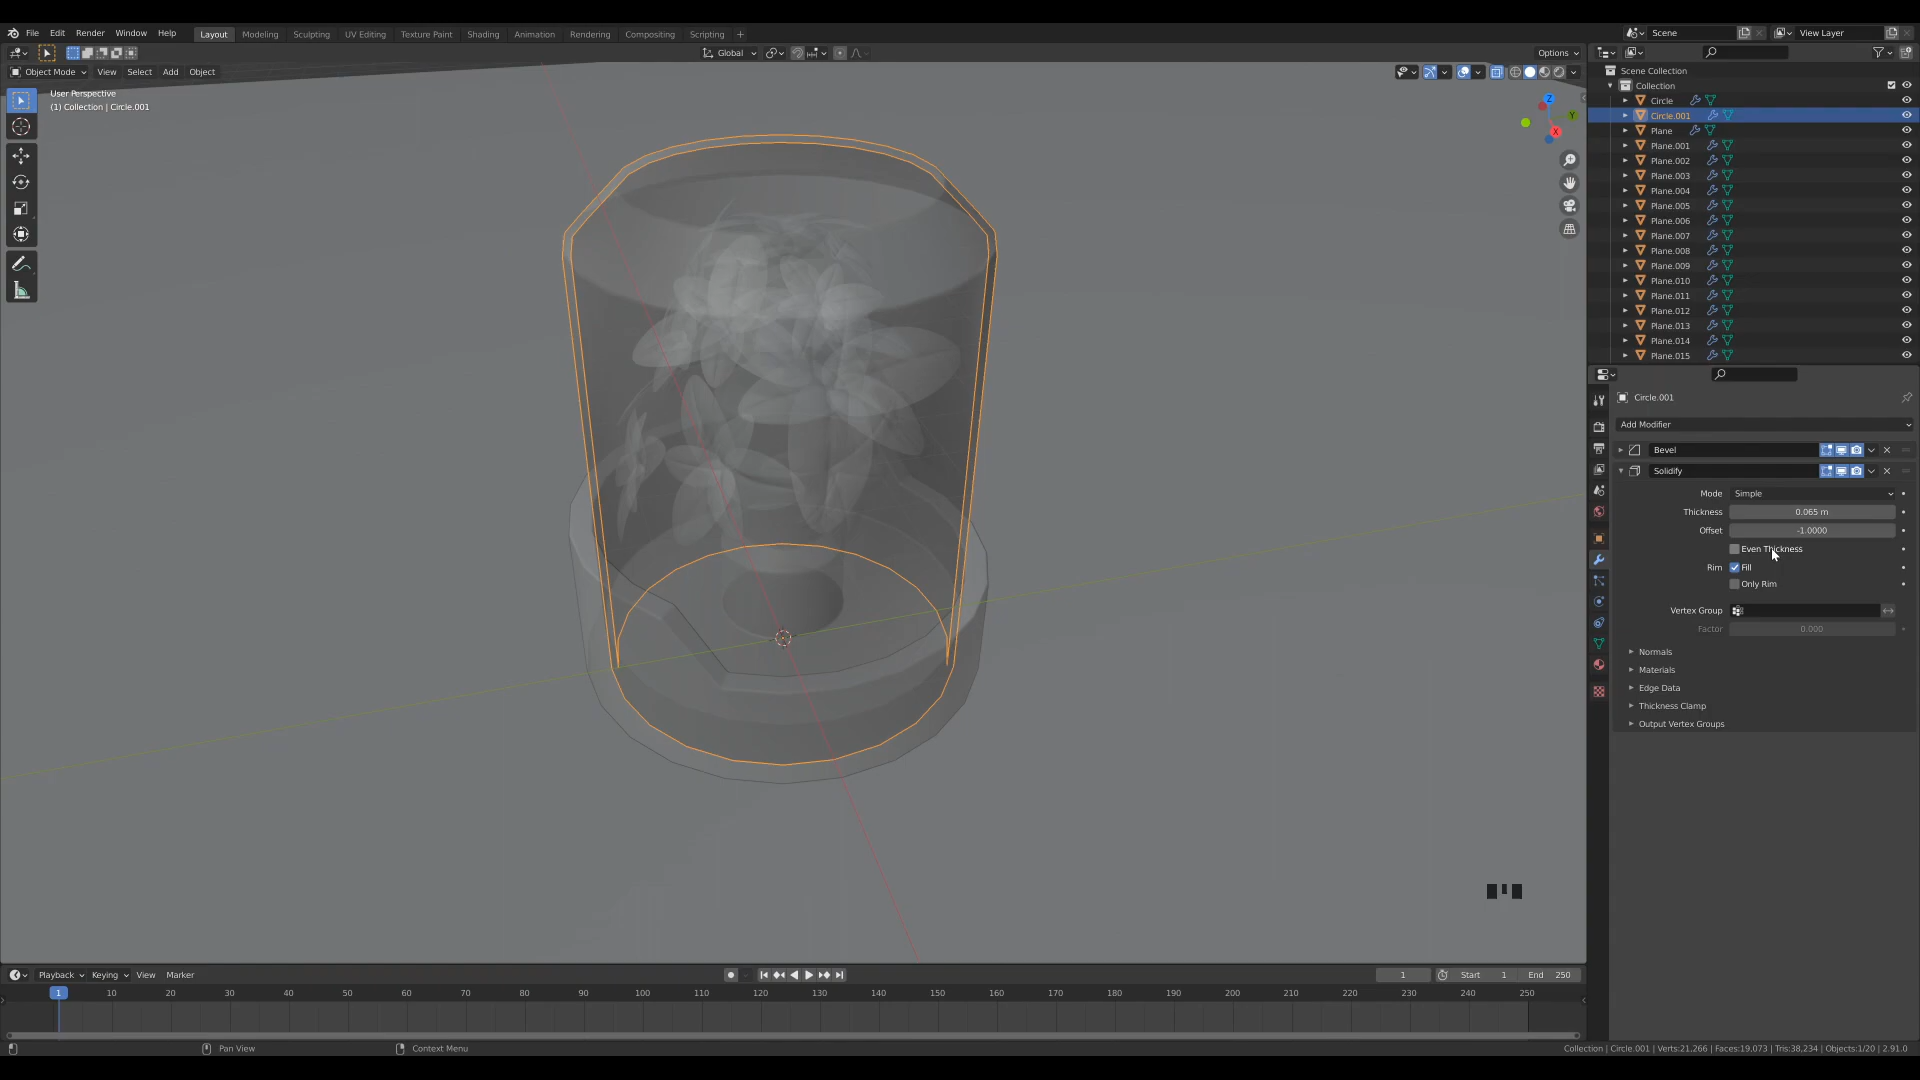 File Edit Render Window Help Layout Modeling Sculpting UV Editing Texture Paint Shading Animation Rendering Compositing Scripting + Scene View Layer
Global Options
Object Mode View Select Add Object
User Perspective
(1) Collection | Circle.001
Z
Y
X
Scene Collection
Collection
Circle
Circle.001
Plane
Plane.001
Plane.002
Plane.003
Plane.004
Plane.005
Plane.006
Plane.007
Plane.008
Plane.009
Plane.010
Plane.011
Plane.012
Plane.013
Plane.014
Plane.015
Circle.001
Add Modifier
Bevel
Solidify
Mode Simple
Thickness 0.065 m
Offset -1.0000
Even Thickness
Rim Fill
Only Rim
Vertex Group
Factor 0.000
Normals
Materials
Edge Data
Thickness Clamp
Output Vertex Groups
Playback Keying View Marker 1 Start 1 End 250
1 10 20 30 40 50 60 70 80 90 100 110 120 130 140 150 160 170 180 190 200 210 220 230 240 250
Pan View Context Menu Collection | Circle.001 | Verts:21,266 | Faces:19,073 | Tris:38,234 | Objects:1/20 | 2.91.0